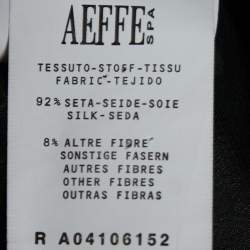 AEFFE SPA
TESSUTO-STOFF-TISSU
FABRIC-TEJIDO
92% SETA-SEIDE-SOIE
SILK-SEDA
8% ALTRE FIBRE
SONSTIGE FASERN
AUTRES FIBRES
OTHER FIBRES
OUTRAS FIBRAS
R A04106152